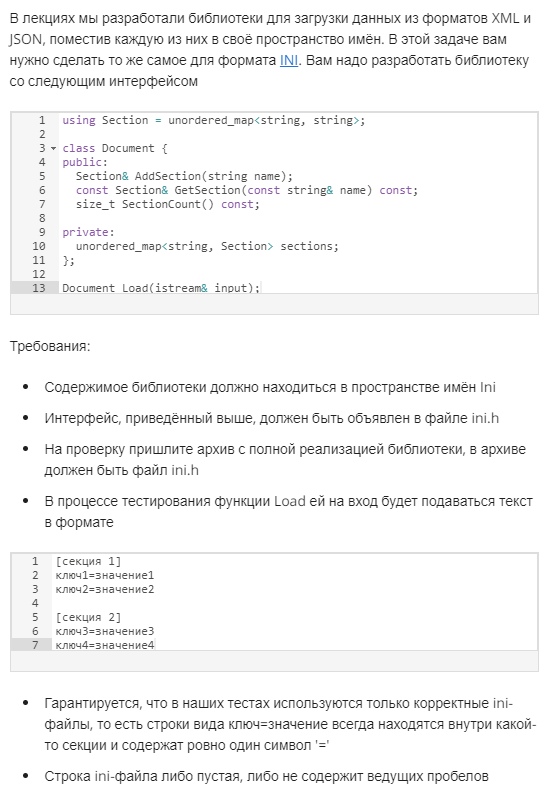 В лекциях мы разработали библиотеки для загрузки данных из форматов XML и
JSON, поместив каждую из них в своё пространство имён. В этой задаче вам
нужно сделать то же самое для формата INI. Вам надо разработать библиотеку
со следующим интерфейсом
1 using Section = unordered_map<string, string>;
2
3 class Document {
4 public:
5   Section& AddSection(string name);
6   const Section& GetSection(const string& name) const;
7   size_t SectionCount() const;
8
9 private:
10   unordered_map<string, Section> sections;
11 };
12
13 Document Load(istream& input);
Требования:
• Содержимое библиотеки должно находиться в пространстве имён Ini
• Интерфейс, приведённый выше, должен быть объявлен в файле ini.h
• На проверку пришлите архив с полной реализацией библиотеки, в архиве
должен быть файл ini.h
• В процессе тестирования функции Load ей на вход будет подаваться текст
в формате
1 [секция 1]
2 ключ1=значение1
3 ключ2=значение2
4
5 [секция 2]
6 ключ3=значение3
7 ключ4=значение4
• Гарантируется, что в наших тестах используются только корректные ini-
файлы, то есть строки вида ключ=значение всегда находятся внутри какой-
то секции и содержат ровно один символ '='
• Строка ini-файла либо пустая, либо не содержит ведущих пробелов